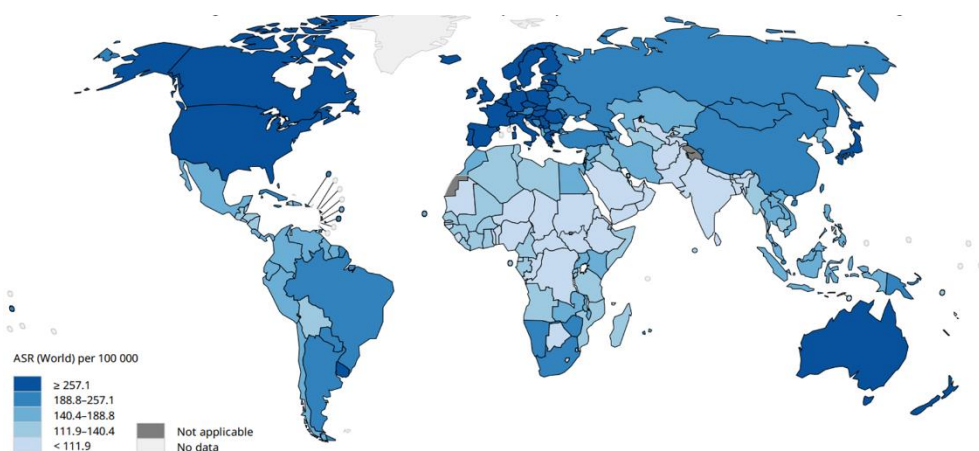 ASR (World) per 100 000
≥ 257.1
188.8–257.1
140.4–188.8
111.9–140.4
< 111.9
Not applicable
No data